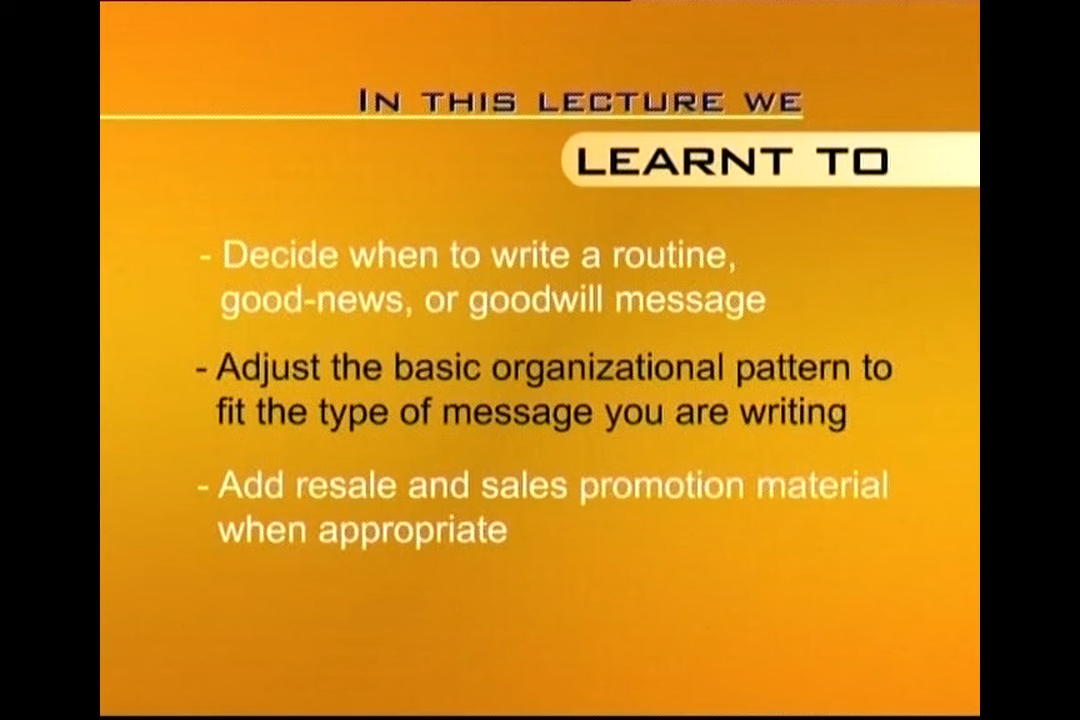 In this lecture we
learnt to
- Decide when to write a routine,
good-news, or goodwill message
- Adjust the basic organizational pattern to
fit the type of message you are writing
- Add resale and sales promotion material
when appropriate